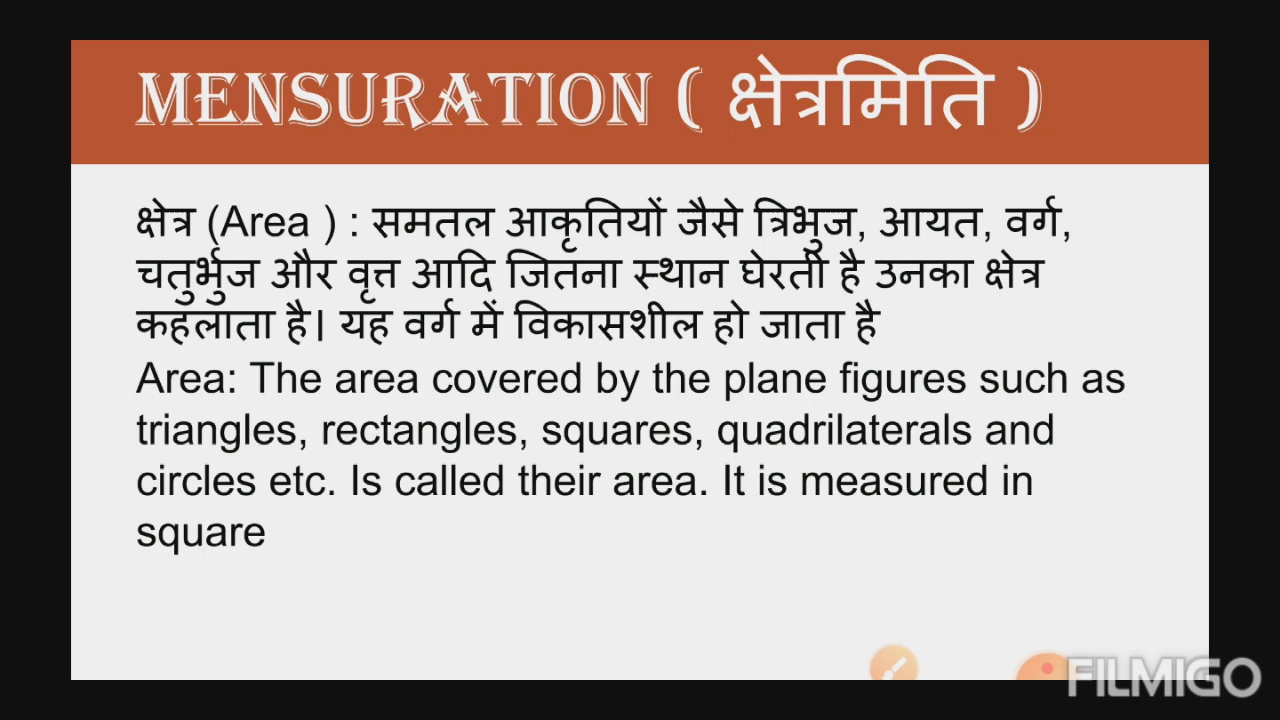 MENSURATION ( क्षेत्रमिति )
क्षेत्र (Area ) : समतल आकृतियों जैसे त्रिभुज, आयत, वर्ग,
चतुर्भुज और वृत्त आदि जितना स्थान घेरती है उनका क्षेत्र
कहलाता है। यह वर्ग में विकासशील हो जाता है
Area: The area covered by the plane figures such as
triangles, rectangles, squares, quadrilaterals and
circles etc. Is called their area. It is measured in
square
FILMIGO